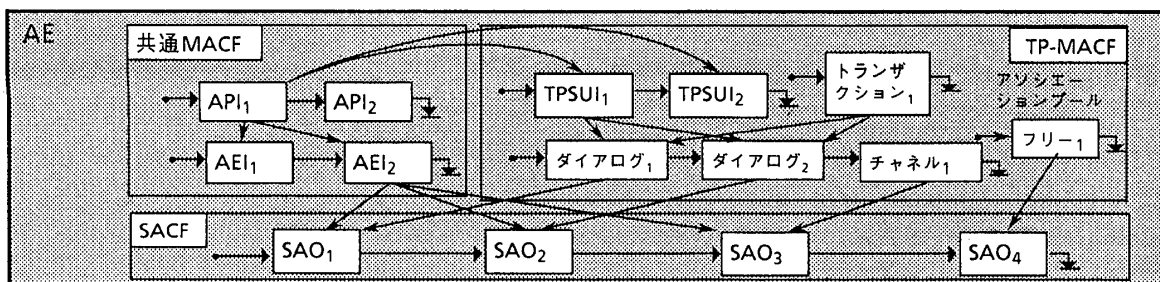 AE
共通MACF
TP-MACF
API₁
API₂
TPSUI₁
TPSUI₂
トランザ
クション₁
アソシエー
ションプール
AEI₁
AEI₂
ダイアログ₁
ダイアログ₂
チャネル₁
フリー₁
SACF
SAO₁
SAO₂
SAO₃
SAO₄